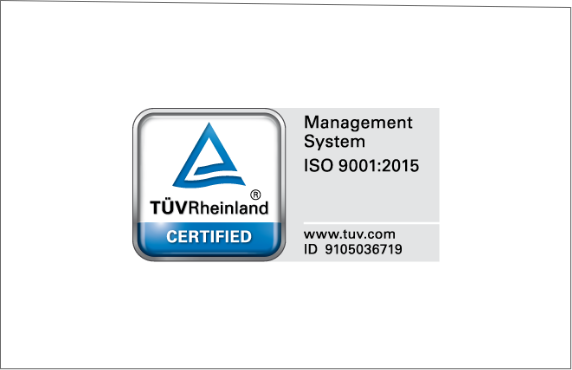 Management
System
ISO 9001:2015
®
TÜVRheinland
CERTIFIED
www.tuv.com
ID 9105036719